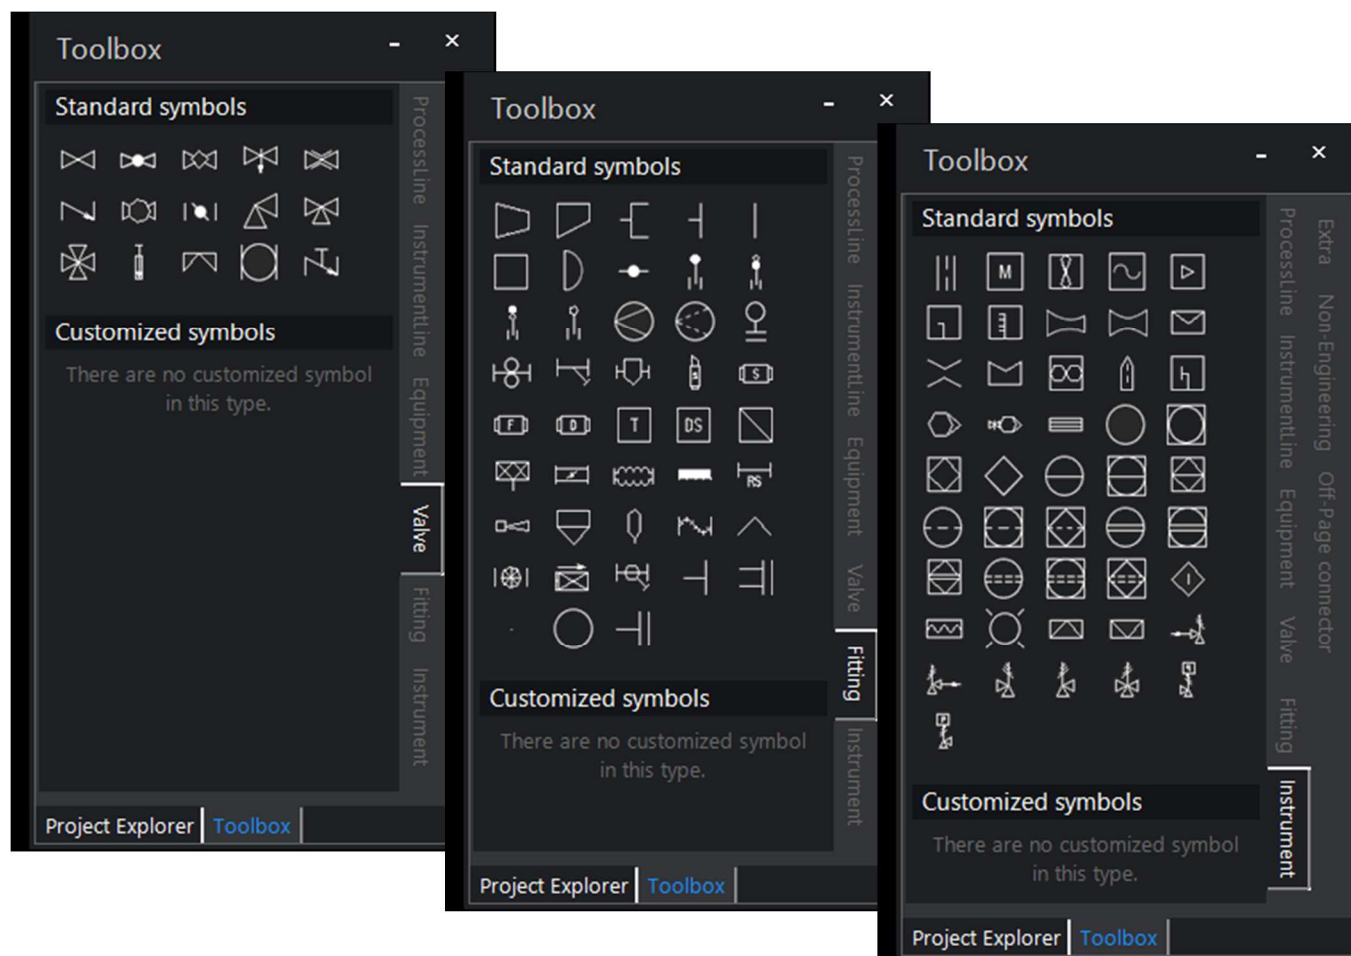 Toolbox
Standard symbols
Customized symbols
There are no customized symbol
in this type.
ProcessLine
InstrumentLine
Equipment
Valve
Fitting
Instrument
Project Explorer
Toolbox
Toolbox
Standard symbols
S
F
D
T
DS
RS
Customized symbols
There are no customized symbol
in this type.
ProcessLine
InstrumentLine
Equipment
Valve
Fitting
Instrument
Project Explorer
Toolbox
Toolbox
Standard symbols
M
Customized symbols
There are no customized symbol
in this type.
ProcessLine
InstrumentLine
Equipment
Valve
Fitting
Instrument
Extra
Non-Engineering
Off-Page connector
Project Explorer
Toolbox